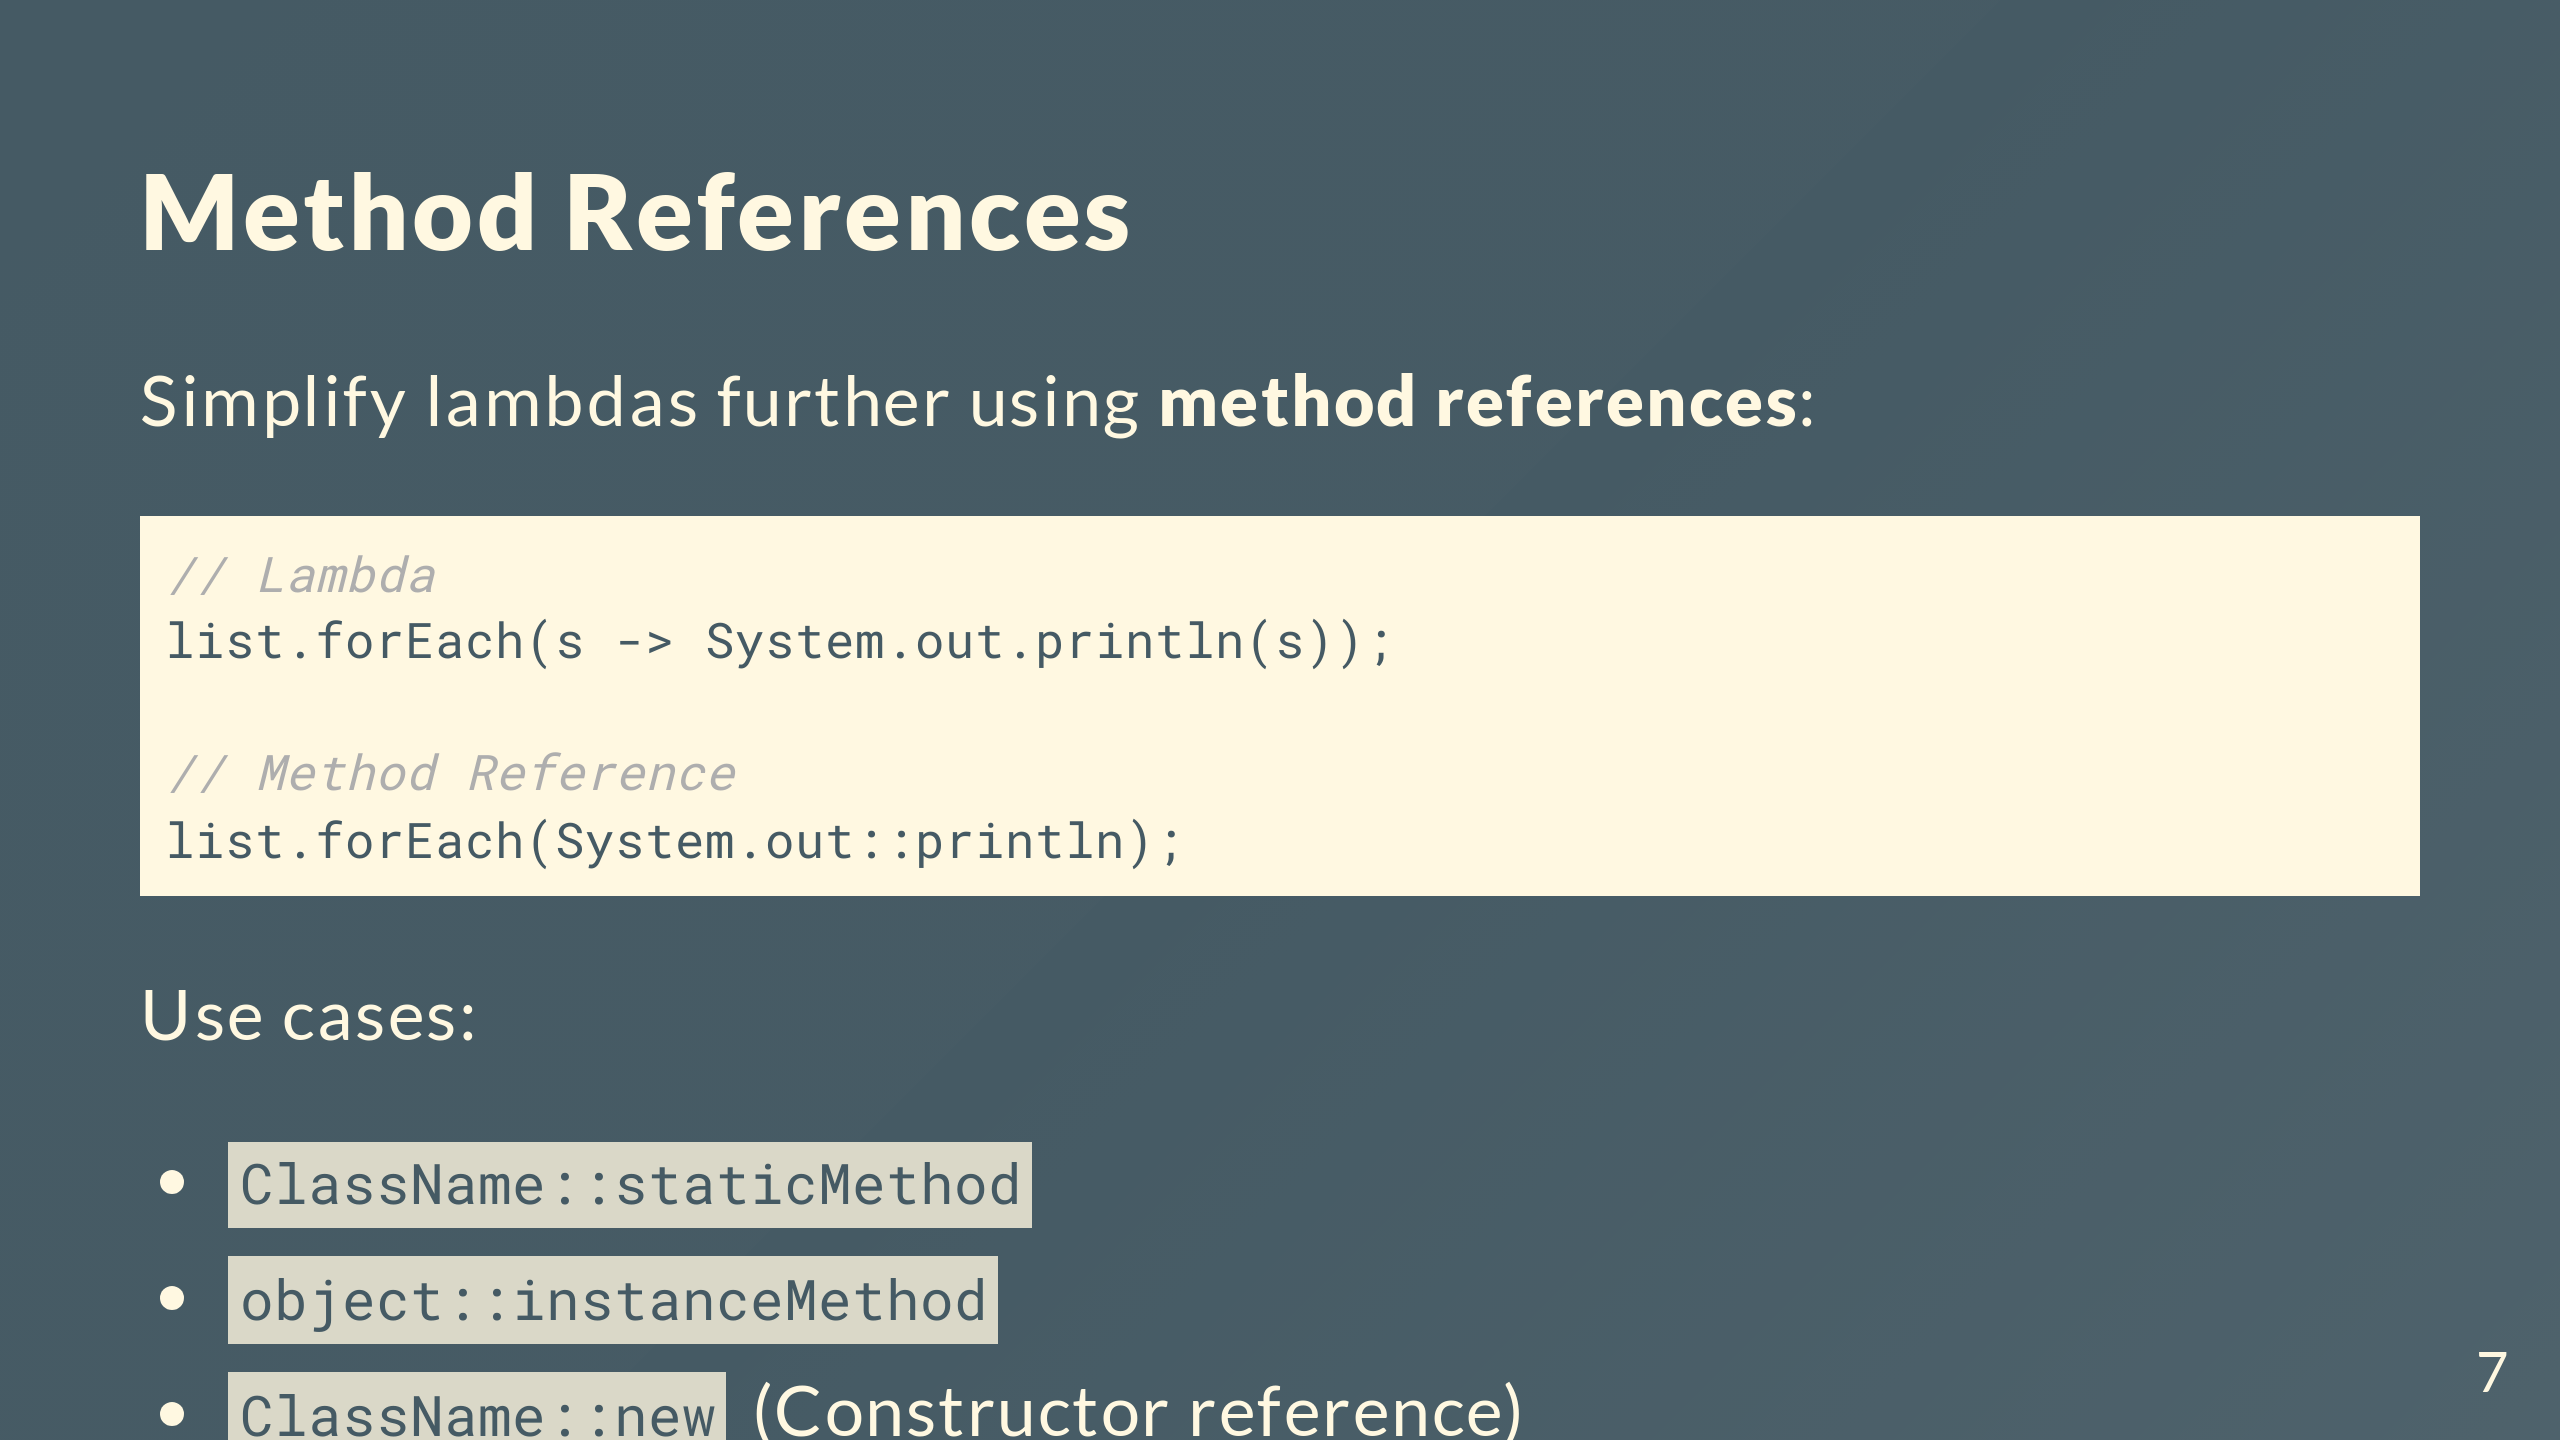 Method References
Simplify lambdas further using method references:
// Lambda
list.forEach(s -> System.out.println(s));
// Method Reference
list.forEach(System.out::println);
Use cases:
ClassName::staticMethod
object::instanceMethod
ClassName::new (Constructor reference)
7